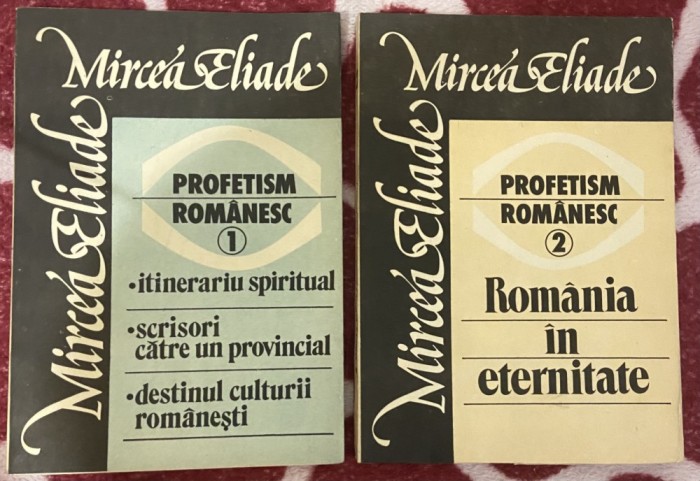 Mircea Eliade
Mircea Eliade
PROFETISM
ROMÂNESC
1
•itinerariu spiritual
•scrisori
către un provincial
•destinul culturii
românești
Mircea Eliade
Mircea Eliade
PROFETISM
ROMÂNESC
2
România
în
eternitate